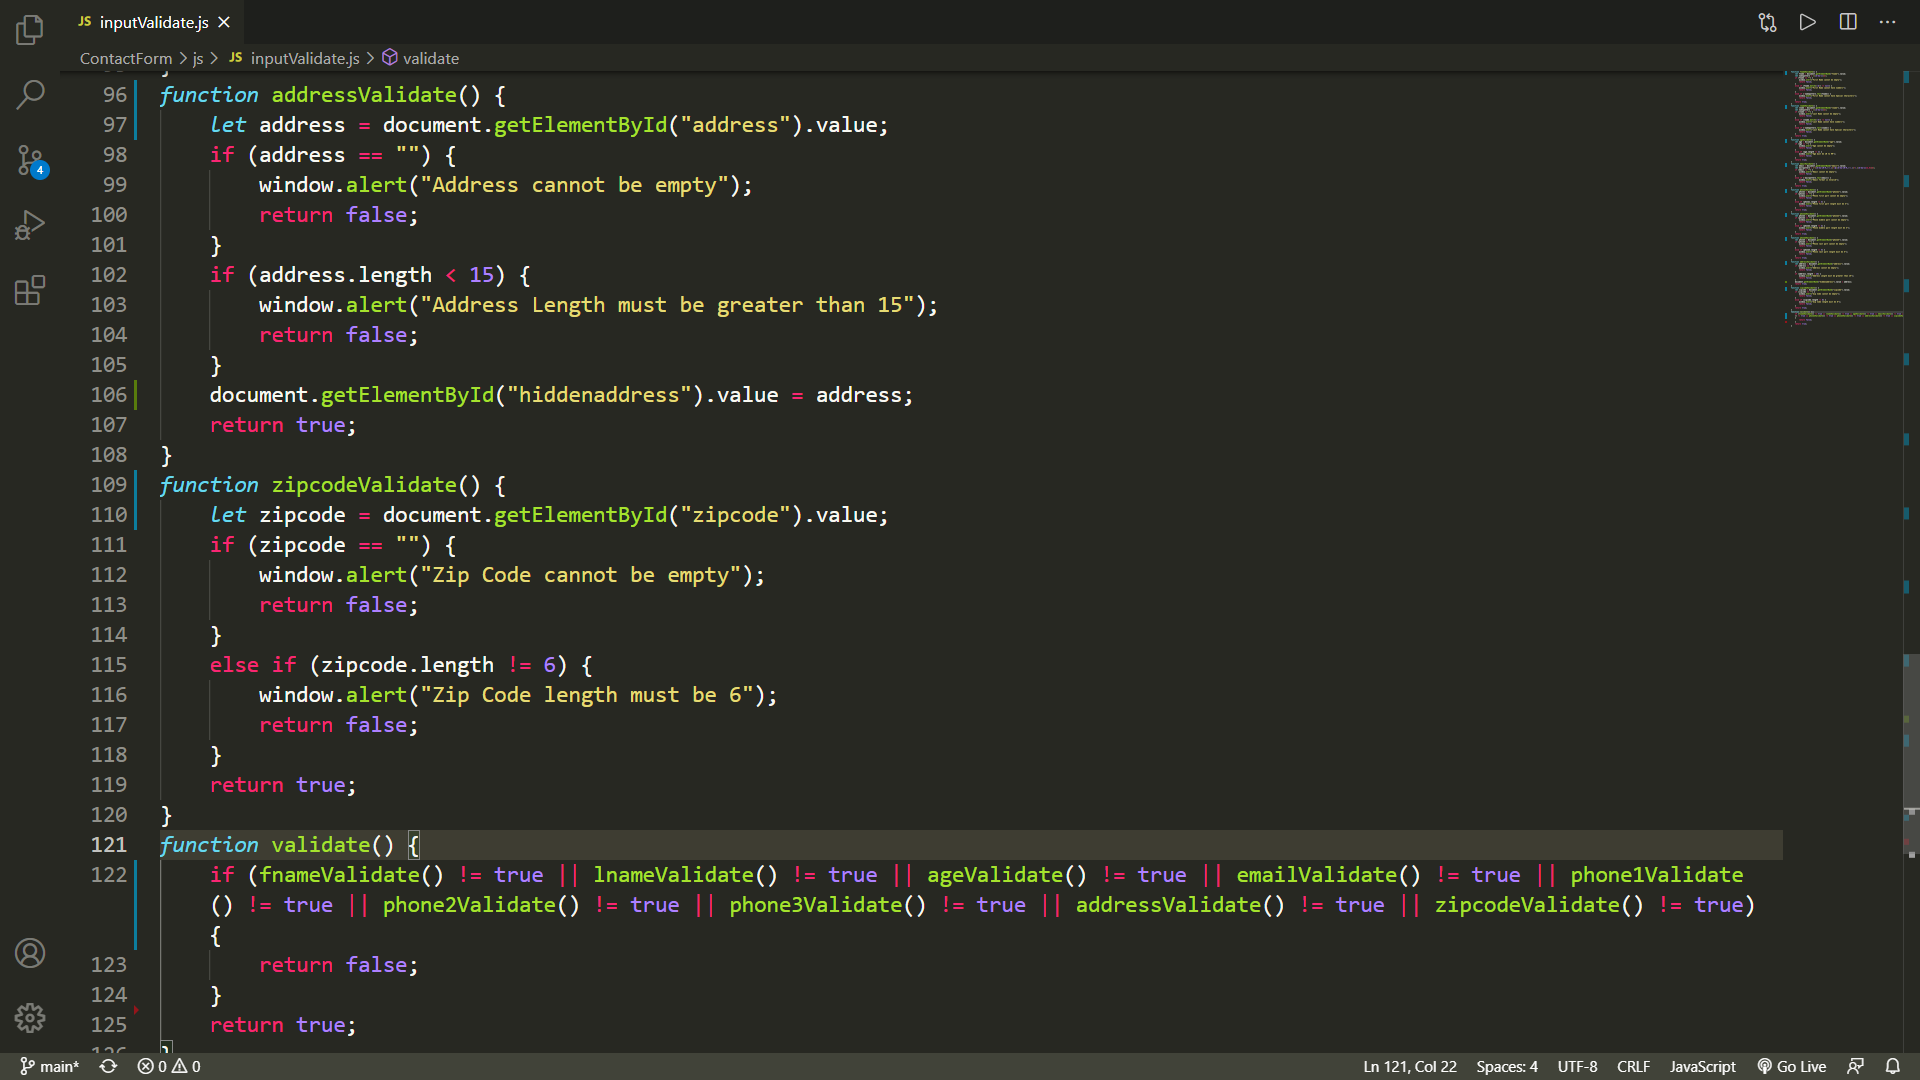 JS inputValidate.js
ContactForm > js > JS inputValidate.js > validate
96 function addressValidate() {
97 let address = document.getElementById("address").value;
98 if (address == "") {
99 window.alert("Address cannot be empty");
100 return false;
101 }
102 if (address.length < 15) {
103 window.alert("Address Length must be greater than 15");
104 return false;
105 }
106 document.getElementById("hiddenaddress").value = address;
107 return true;
108 }
109 function zipcodeValidate() {
110 let zipcode = document.getElementById("zipcode").value;
111 if (zipcode == "") {
112 window.alert("Zip Code cannot be empty");
113 return false;
114 }
115 else if (zipcode.length != 6) {
116 window.alert("Zip Code length must be 6");
117 return false;
118 }
119 return true;
120 }
121 function validate() {
122 if (fnameValidate() != true || lnameValidate() != true || ageValidate() != true || emailValidate() != true || phone1Validate
() != true || phone2Validate() != true || phone3Validate() != true || addressValidate() != true || zipcodeValidate() != true)
{
123 return false;
124 }
125 return true;
126 }
4
main* 0 0 Ln 121, Col 22 Spaces: 4 UTF-8 CRLF JavaScript Go Live